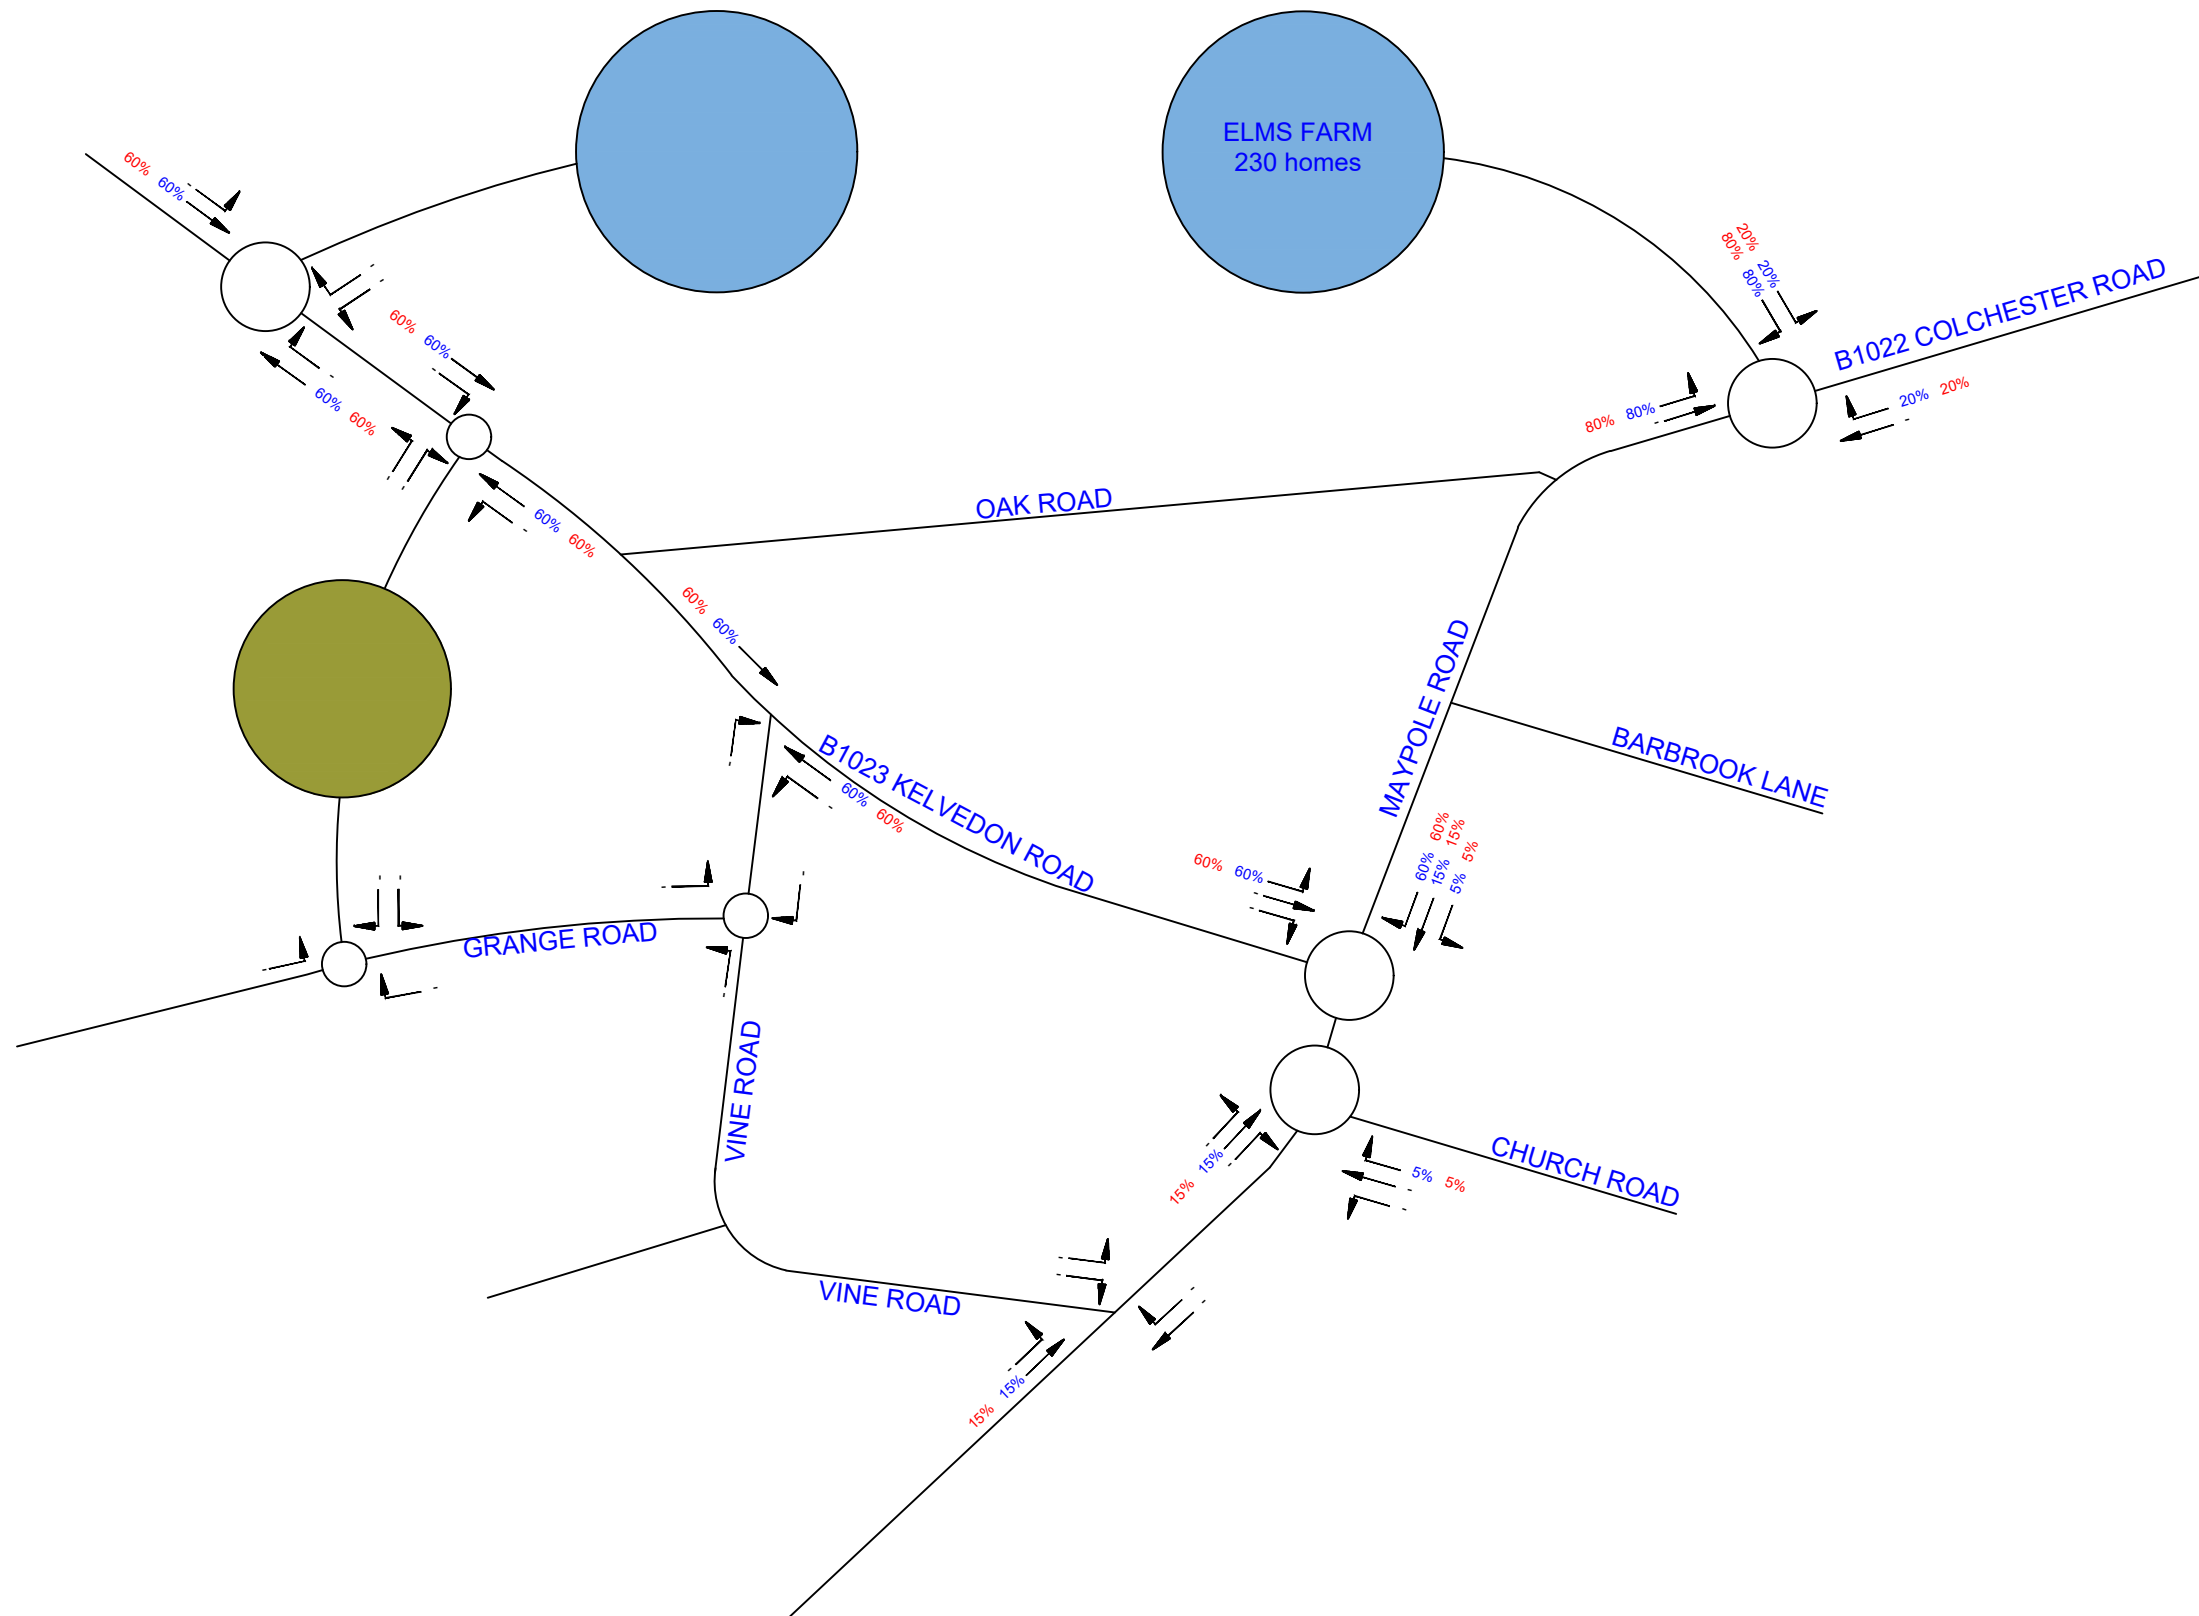 ELMS FARM
230 homes
60% 60%
20%
80%
20%
80%
B1022 COLCHESTER ROAD
60% 60%
80% 80%
20% 20%
60% 60%
OAK ROAD
60% 60%
60% 60%
MAYPOLE ROAD
BARBROOK LANE
B1023 KELVEDON ROAD
60% 60%
60% 60%
60% 60%
15% 15%
5% 5%
GRANGE ROAD
VINE ROAD
CHURCH ROAD
15% 15%
5% 5%
VINE ROAD
15% 15%